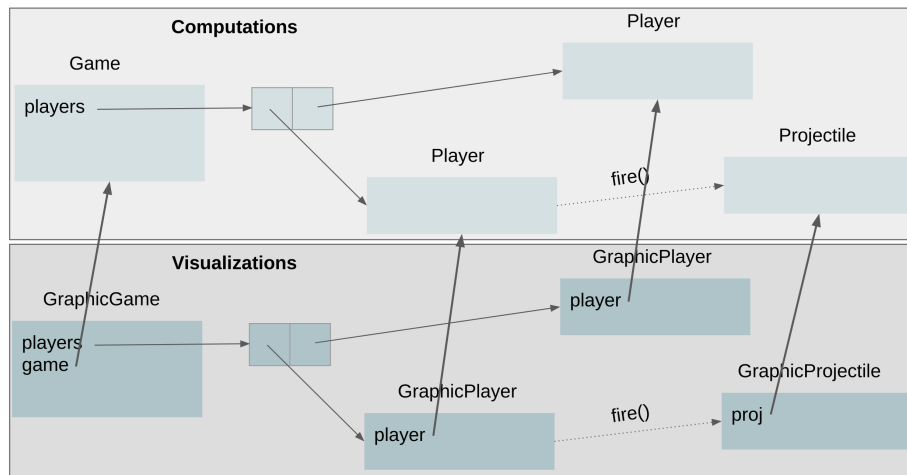 Computations
Player
Game
players
Player
Projectile
fire()
Visualizations
GraphicPlayer
GraphicGame
player
players
game
GraphicPlayer
GraphicProjectile
fire()
player
proj